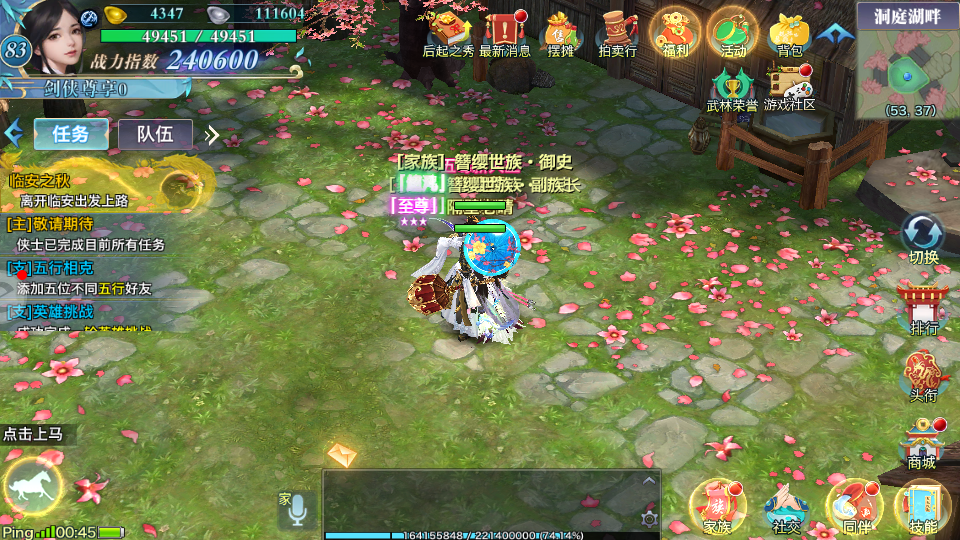 4347
111604
洞庭湖畔
83
49451 / 49451
战力指数 240600
剑侠尊享0
后起之秀
最新消息
摆摊
拍卖行
福利
活动
背包
武林荣誉
游戏社区
(53, 37)
任务
队伍
临安之秋
离开临安出发上路
[主]敬请期待
侠士已完成目前所有任务
[支]五行相克
添加五位不同五行好友
[支]英雄挑战
[家族] 簪缨世族·御史
副族长
[至尊]
切换
排行
头衔
商城
点击上马
家
家族
社交
同伴
技能
Ping
00:45
164155848 / 221400000 (74.14%)